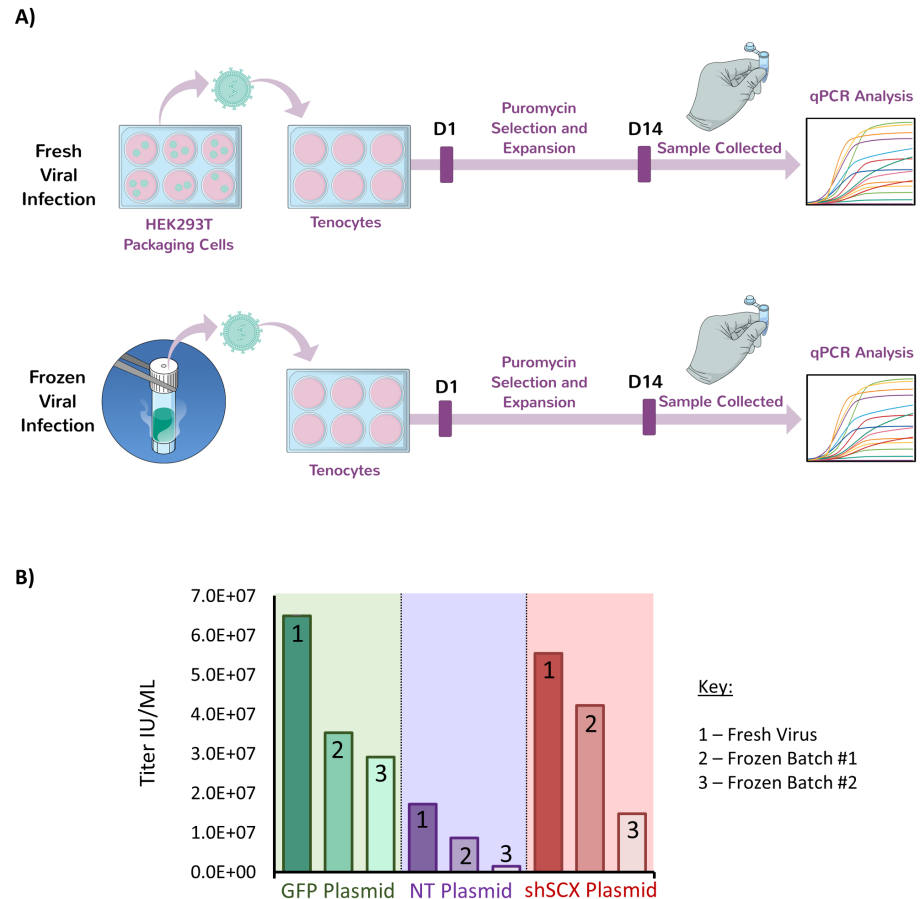 A)
Fresh
Viral
Infection
HEK293T
Packaging Cells
Tenocytes
D1
Puromycin
Selection and
Expansion
D14
Sample Collected
qPCR Analysis
Frozen
Viral
Infection
Tenocytes
D1
Puromycin
Selection and
Expansion
D14
Sample Collected
qPCR Analysis
B)
Titer IU/ML
7.0E+07
6.0E+07
5.0E+07
4.0E+07
3.0E+07
2.0E+07
1.0E+07
0.0E+00
1
2
3
1
2
3
1
2
3
GFP Plasmid
NT Plasmid
shSCX Plasmid
Key:
1 – Fresh Virus
2 – Frozen Batch #1
3 – Frozen Batch #2